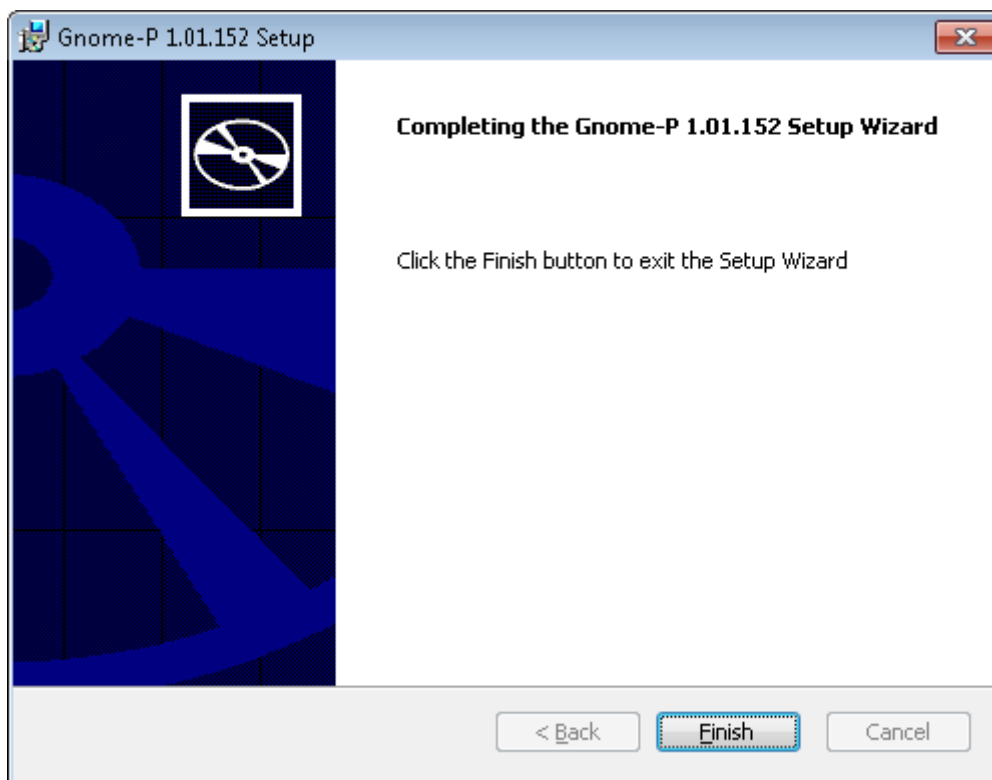 Gnome-P 1.01.152 Setup
Completing the Gnome-P 1.01.152 Setup Wizard
Click the Finish button to exit the Setup Wizard
< Back
Finish
Cancel